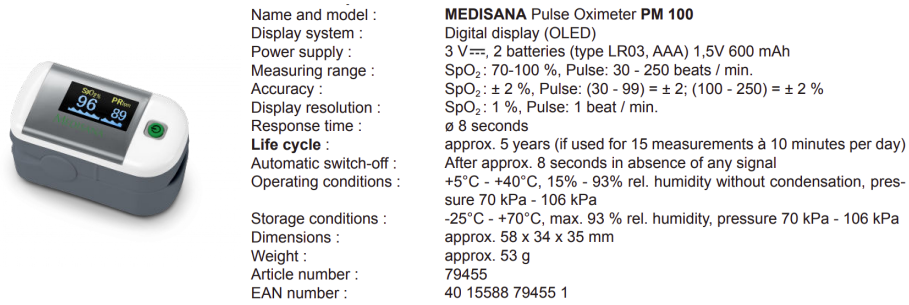 SpO₂%
PRbpm
96
89
MEDISANA
Name and model : MEDISANA Pulse Oximeter PM 100
Display system : Digital display (OLED)
Power supply : 3 V⎓, 2 batteries (type LR03, AAA) 1,5V 600 mAh
Measuring range : SpO₂ : 70-100 %, Pulse: 30 - 250 beats / min.
Accuracy : SpO₂ : ± 2 %, Pulse: (30 - 99) = ± 2; (100 - 250) = ± 2 %
Display resolution : SpO₂ : 1 %, Pulse: 1 beat / min.
Response time : ø 8 seconds
Life cycle : approx. 5 years (if used for 15 measurements à 10 minutes per day)
Automatic switch-off : After approx. 8 seconds in absence of any signal
Operating conditions : +5°C - +40°C, 15% - 93% rel. humidity without condensation, pres-
sure 70 kPa - 106 kPa
Storage conditions : -25°C - +70°C, max. 93 % rel. humidity, pressure 70 kPa - 106 kPa
Dimensions : approx. 58 x 34 x 35 mm
Weight : approx. 53 g
Article number : 79455
EAN number : 40 15588 79455 1